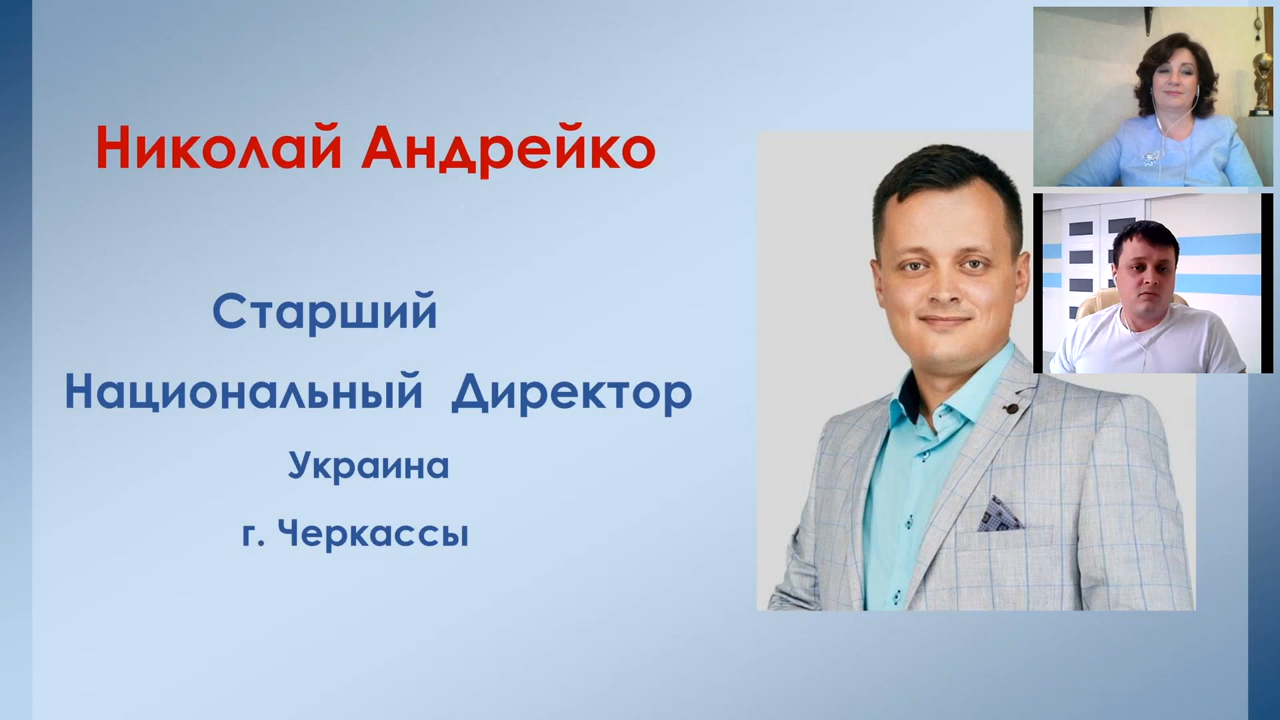 Николай Андрейко
Старший
Национальный Директор
Украина
г. Черкассы